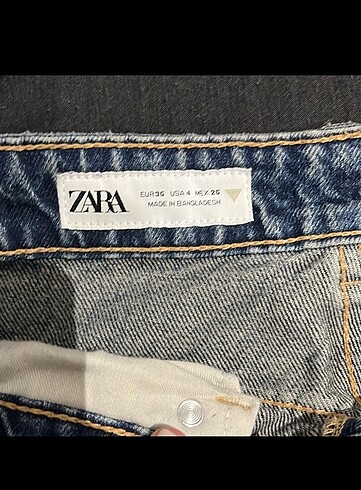 ZARA
EUR 36 USA 4 MEX 26
MADE IN BANGLADESH